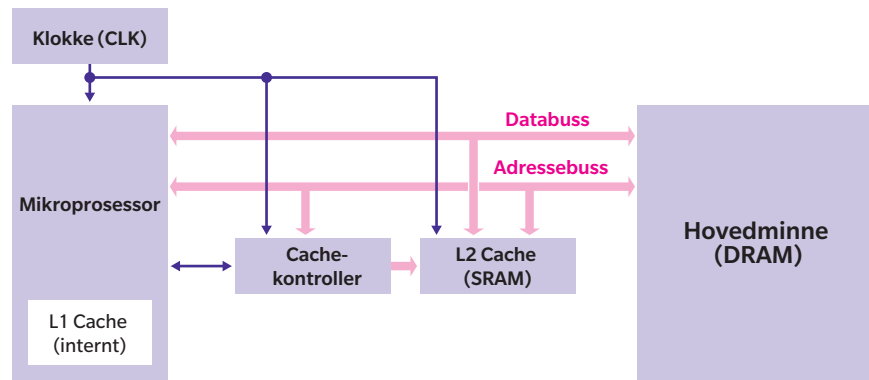 Klokke (CLK)
Databuss
Adressebuss
Mikroprosessor
Cache-
kontroller
L2 Cache
(SRAM)
Hovedminne
(DRAM)
L1 Cache
(internt)